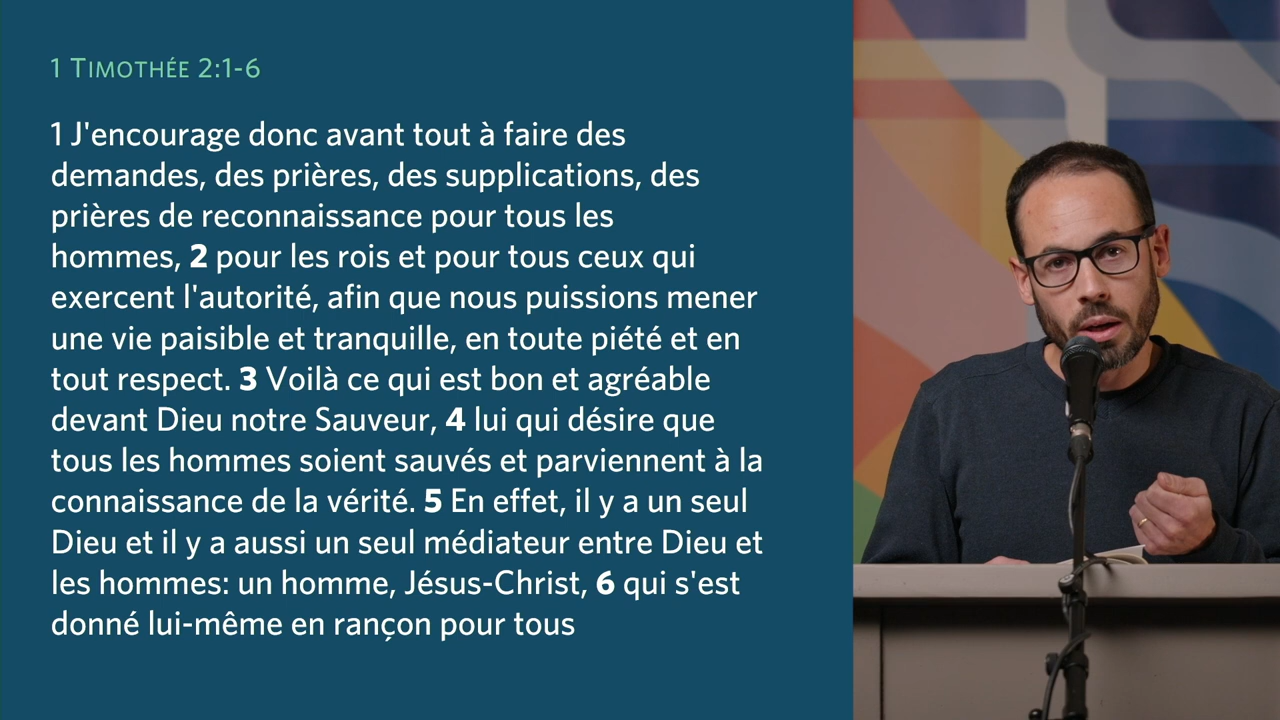 1 Timothée 2:1-6
1 J'encourage donc avant tout à faire des
demandes, des prières, des supplications, des
prières de reconnaissance pour tous les
hommes, 2 pour les rois et pour tous ceux qui
exercent l'autorité, afin que nous puissions mener
une vie paisible et tranquille, en toute piété et en
tout respect. 3 Voilà ce qui est bon et agréable
devant Dieu notre Sauveur, 4 lui qui désire que
tous les hommes soient sauvés et parviennent à la
connaissance de la vérité. 5 En effet, il y a un seul
Dieu et il y a aussi un seul médiateur entre Dieu et
les hommes: un homme, Jésus-Christ, 6 qui s'est
donné lui-même en rançon pour tous